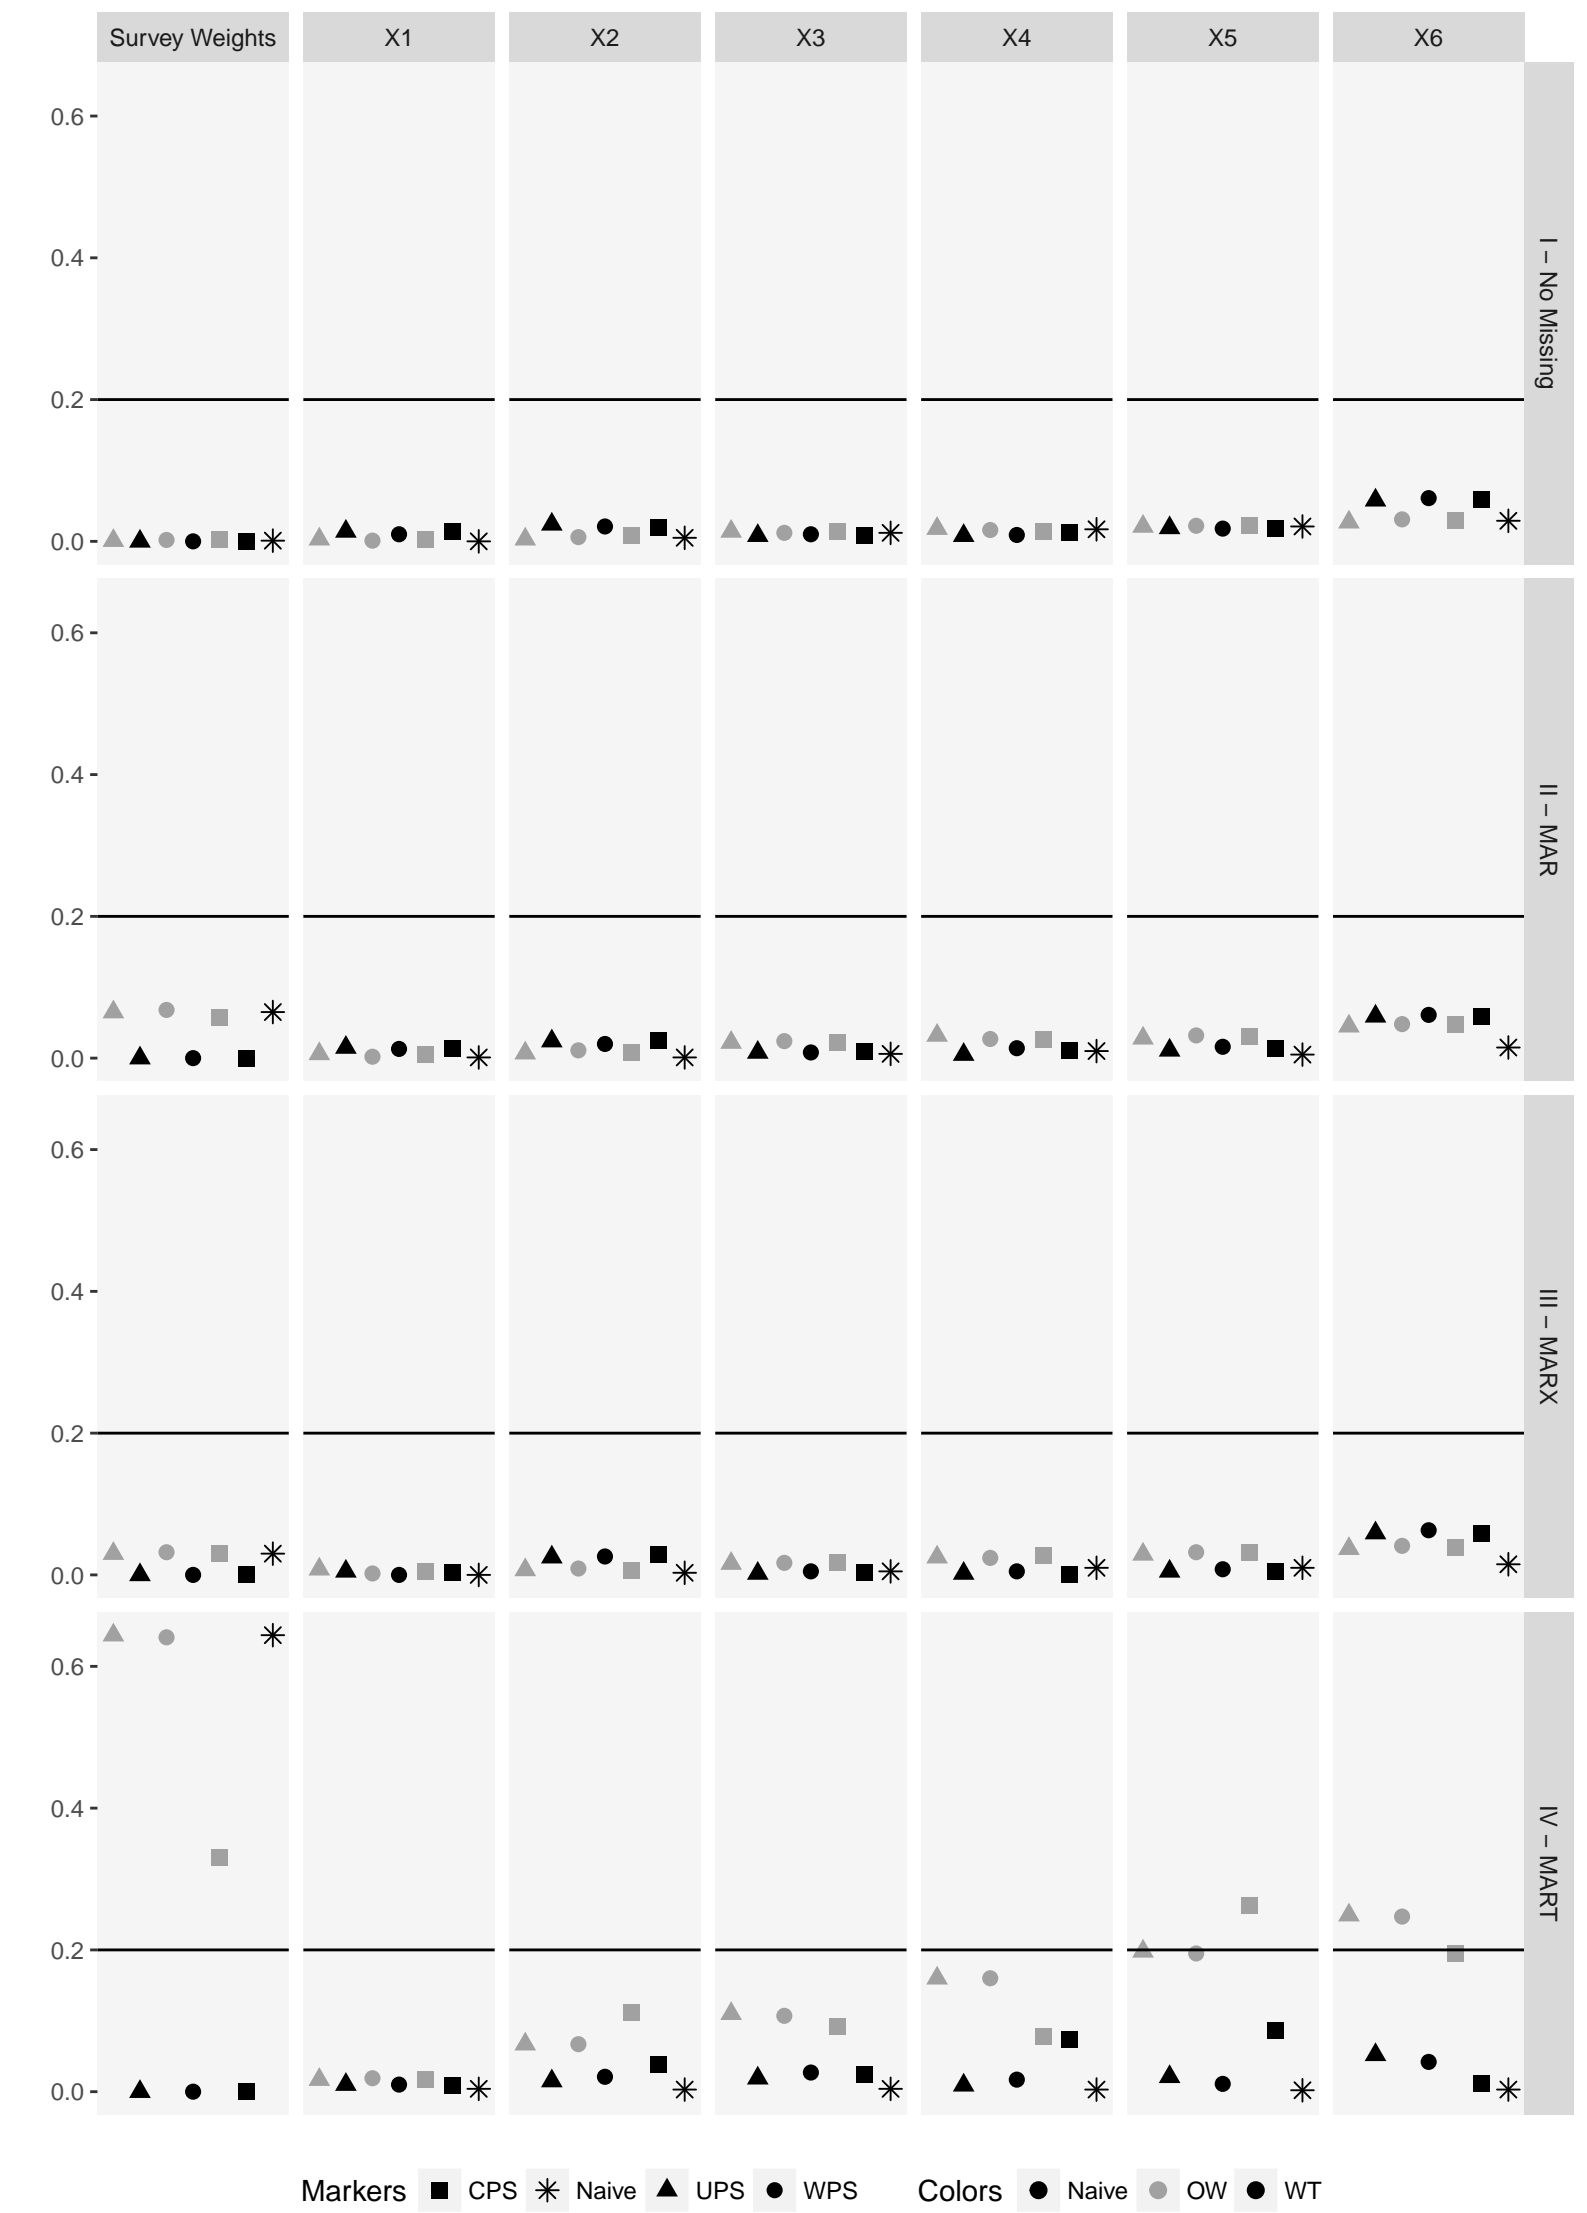 Survey Weights X1 X2 X3 X4 X5 X6
0.6
0.4
0.2
0.0
I – No Missing
0.6
0.4
0.2
0.0
II – MAR
0.6
0.4
0.2
0.0
III – MARX
0.6
0.4
0.2
0.0
IV – MART
Markers CPS Naive UPS WPS Colors Naive OW WT